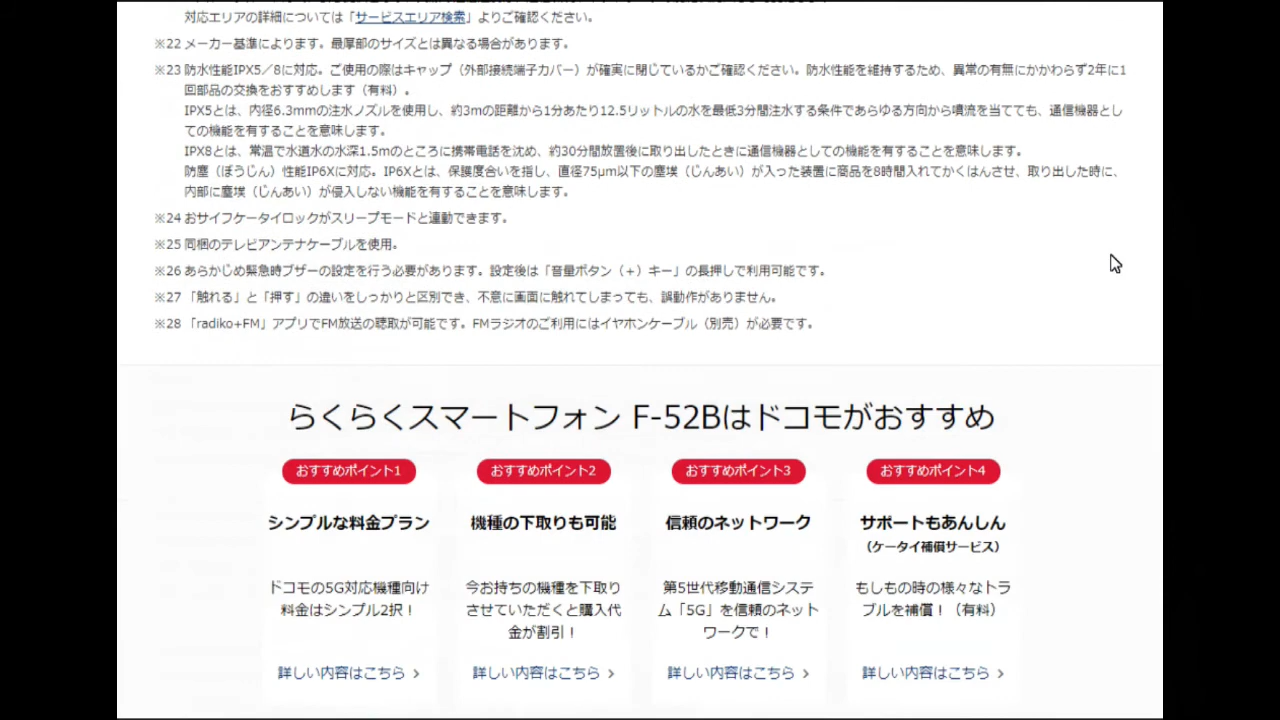 対応エリアの詳細については「サービスエリア検索」よりご確認ください。
※22 メーカー基準によります。最厚部のサイズとは異なる場合があります。
※23 防水性能IPX5／8に対応。ご使用の際はキャップ（外部接続端子カバー）が確実に閉じているかご確認ください。防水性能を維持するため、異常の有無にかかわらず2年に1
回部品の交換をおすすめします（有料）。
IPX5とは、内径6.3mmの注水ノズルを使用し、約3mの距離から1分あたり12.5リットルの水を最低3分間注水する条件であらゆる方向から噴流を当てても、通信機器とし
ての機能を有することを意味します。
IPX8とは、常温で水道水の水深1.5mのところに携帯電話を沈め、約30分間放置後に取り出したときに通信機器としての機能を有することを意味します。
防塵（ぼうじん）性能IP6Xに対応。IP6Xとは、保護度合いを指し、直径75μm以下の塵埃（じんあい）が入った装置に商品を8時間入れてかくはんさせ、取り出した時に、
内部に塵埃（じんあい）が侵入しない機能を有することを意味します。
※24 おサイフケータイロックがスリープモードと連動できます。
※25 同梱のテレビアンテナケーブルを使用。
※26 あらかじめ緊急時ブザーの設定を行う必要があります。設定後は「音量ボタン（+）キー」の長押しで利用可能です。
※27 「触れる」と「押す」の違いをしっかりと区別でき、不意に画面に触れてしまっても、誤動作がありません。
※28 「radiko+FM」アプリでFM放送の聴取が可能です。FMラジオのご利用にはイヤホンケーブル（別売）が必要です。
らくらくスマートフォン F-52Bはドコモがおすすめ
おすすめポイント1
シンプルな料金プラン
ドコモの5G対応機種向け
料金はシンプル2択！
詳しい内容はこちら >
おすすめポイント2
機種の下取りも可能
今お持ちの機種を下取り
させていただくと購入代
金が割引！
詳しい内容はこちら >
おすすめポイント3
信頼のネットワーク
第5世代移動通信システ
ム「5G」を信頼のネット
ワークで！
詳しい内容はこちら >
おすすめポイント4
サポートもあんしん
（ケータイ補償サービス）
もしもの時の様々なトラ
ブルを補償！（有料）
詳しい内容はこちら >